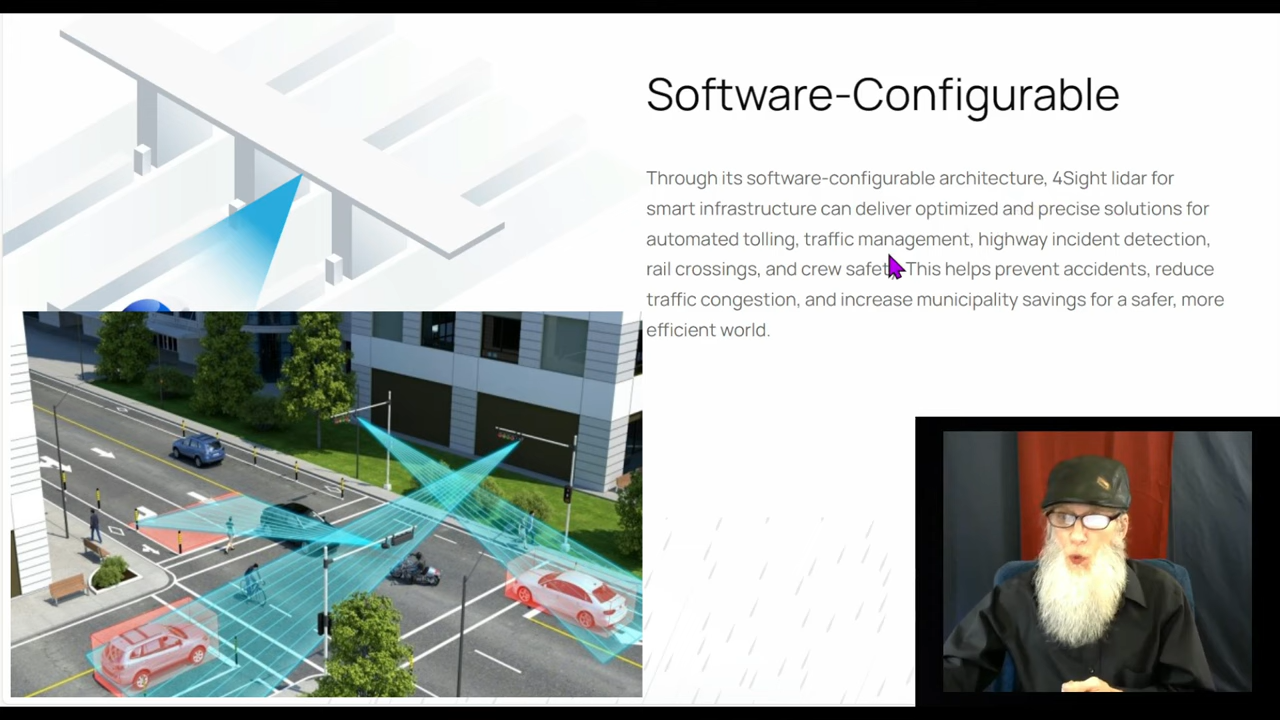 Software-Configurable
Through its software-configurable architecture, 4Sight lidar for
smart infrastructure can deliver optimized and precise solutions for
automated tolling, traffic management, highway incident detection,
rail crossings, and crew safet This helps prevent accidents, reduce
traffic congestion, and increase municipality savings for a safer, more
efficient world.